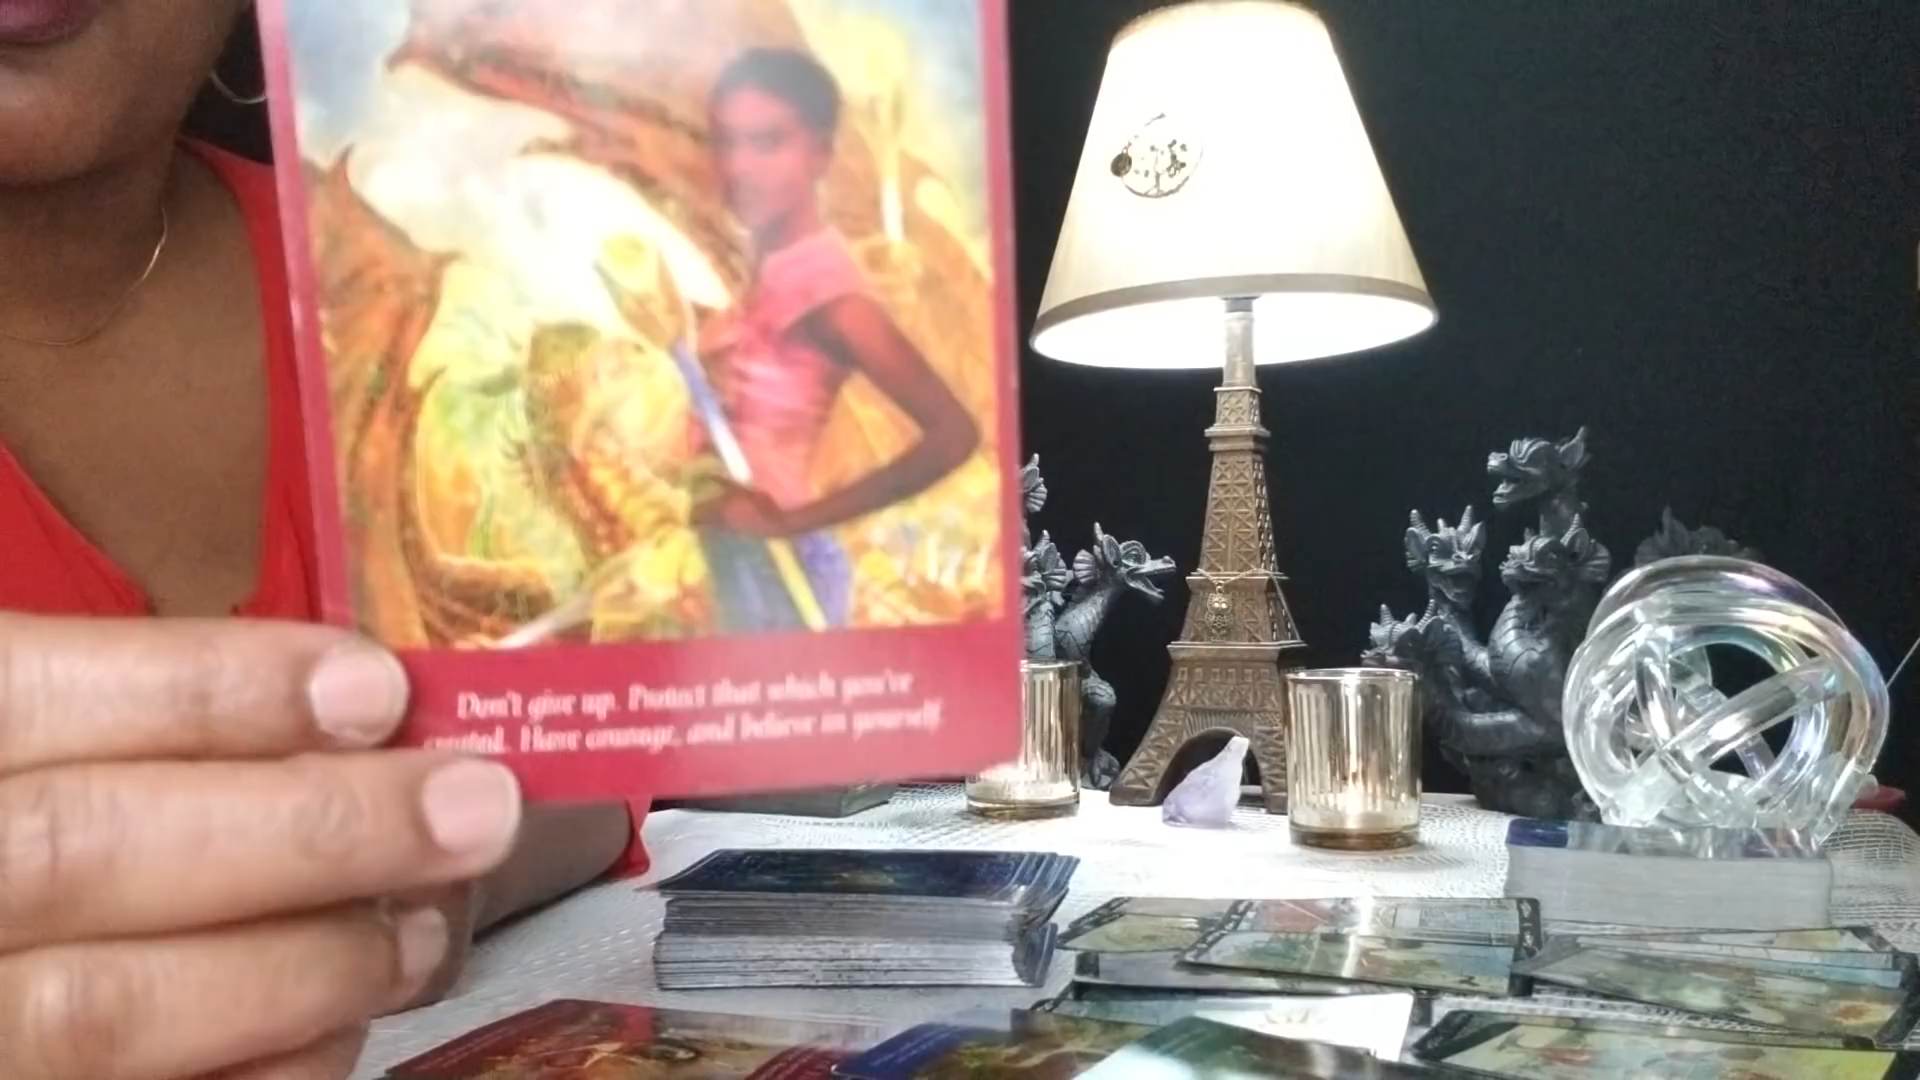 Don't give up. Protect that which you've
created. Have courage, and believe in yourself.